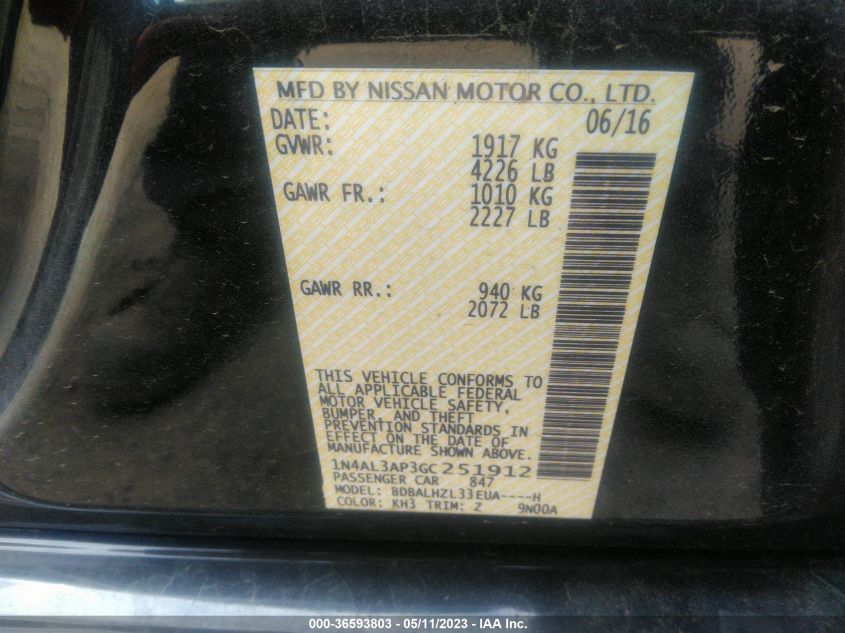 MFD BY NISSAN MOTOR CO., LTD.
DATE: 06/16
GVWR: 1917 KG
4226 LB
GAWR FR.: 1010 KG
2227 LB
GAWR RR.: 940 KG
2072 LB
THIS VEHICLE CONFORMS TO
ALL APPLICABLE FEDERAL
MOTOR VEHICLE SAFETY,
BUMPER, AND THEFT
PREVENTION STANDARDS IN
EFFECT ON THE DATE OF
MANUFACTURE SHOWN ABOVE.
1N4AL3AP3GC251912
PASSENGER CAR 847
MODEL: BDBALHZL33EUA----H
COLOR: KH3 TRIM: Z 9N00A
000-36593803 - 05/11/2023 - © IAA Inc.